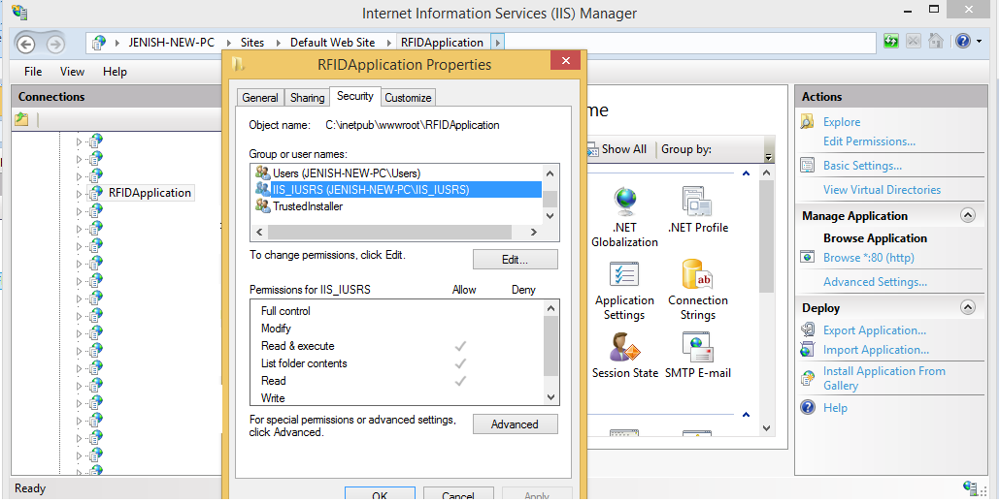 Internet Information Services (IIS) Manager
JENISH-NEW-PC Sites Default Web Site RFIDApplication
File View Help
Connections
RFIDApplication
RFIDApplication Properties
General Sharing Security Customize
Object name: C:\inetpub\wwwroot\RFIDApplication
Group or user names:
Users (JENISH-NEW-PC\Users)
IIS_IUSRS (JENISH-NEW-PC\IIS_IUSRS)
TrustedInstaller
To change permissions, click Edit.
Edit...
Permissions for IIS_IUSRS Allow Deny
Full control
Modify
Read & execute
List folder contents
Read
Write
For special permissions or advanced settings,
click Advanced.
Advanced
OK Cancel Apply
me
Show All Group by:
.NET
Globalization
.NET Profile
Application
Settings
Connection
Strings
Session State
SMTP E-mail
Actions
Explore
Edit Permissions...
Basic Settings...
View Virtual Directories
Manage Application
Browse Application
Browse *:80 (http)
Advanced Settings...
Deploy
Export Application...
Import Application...
Install Application From
Gallery
Help
Ready